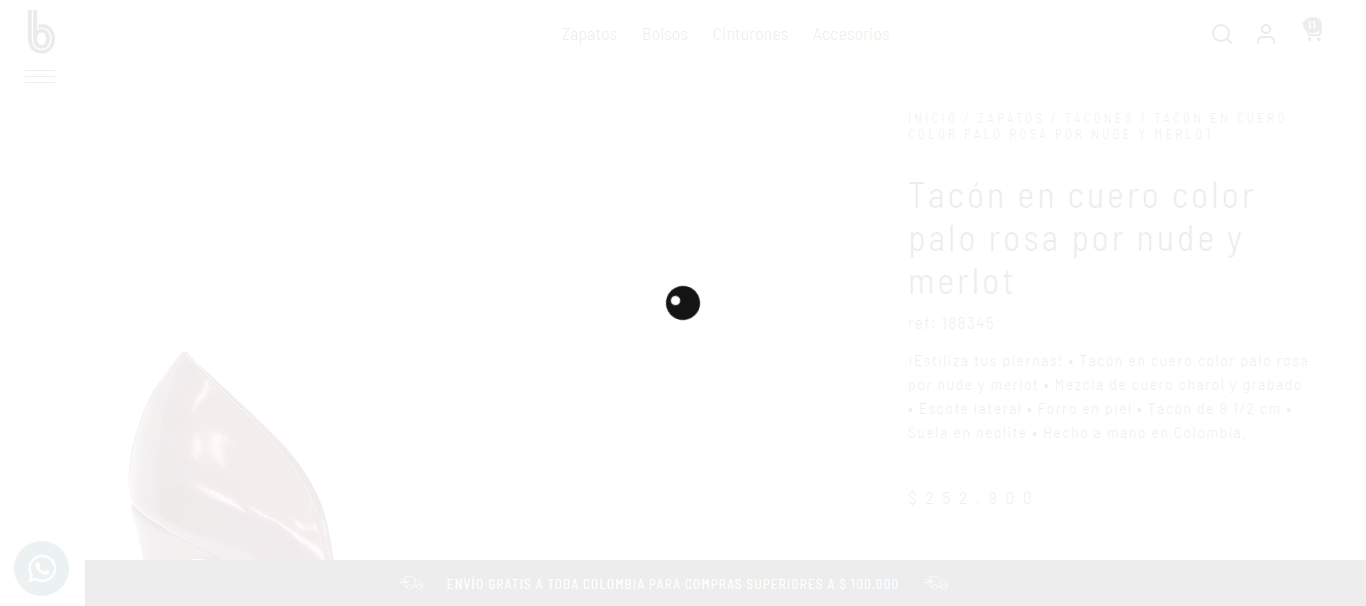 b
Zapatos Bolsos Cinturones Accesorios
11
INICIO / ZAPATOS / TACONES / TACÓN EN CUERO
COLOR PALO ROSA POR NUDE Y MERLOT
Tacón en cuero color
palo rosa por nude y
merlot
ref: 188345
¡Estiliza tus piernas! • Tacón en cuero color palo rosa
por nude y merlot • Mezcla de cuero charol y grabado
• Escote lateral • Forro en piel • Tacón de 8 1/2 cm •
Suela en neolite • Hecho a mano en Colombia.
$252.900
ENVÍO GRATIS A TODA COLOMBIA PARA COMPRAS SUPERIORES A $ 100.000